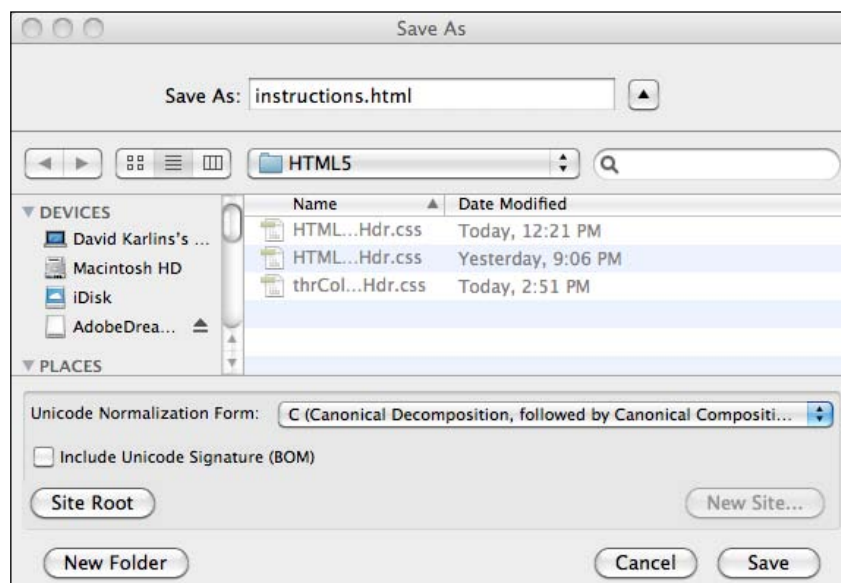 Save As
Save As: instructions.html
HTML5
DEVICES
David Karlins's ...
Macintosh HD
iDisk
AdobeDrea...
PLACES
Name Date Modified
HTML...Hdr.css Today, 12:21 PM
HTML...Hdr.css Yesterday, 9:06 PM
thrCol...Hdr.css Today, 2:51 PM
Unicode Normalization Form: C (Canonical Decomposition, followed by Canonical Compositi...
Include Unicode Signature (BOM)
Site Root New Site...
New Folder Cancel Save